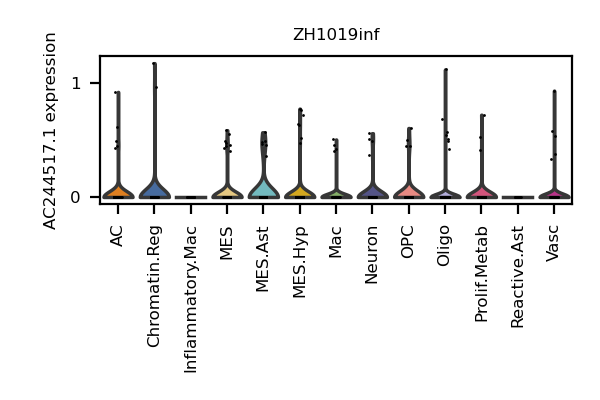 ZH1019inf
AC244517.1 expression
1
0
AC
Chromatin.Reg
Inflammatory.Mac
MES
MES.Ast
MES.Hyp
Mac
Neuron
OPC
Oligo
Prolif.Metab
Reactive.Ast
Vasc